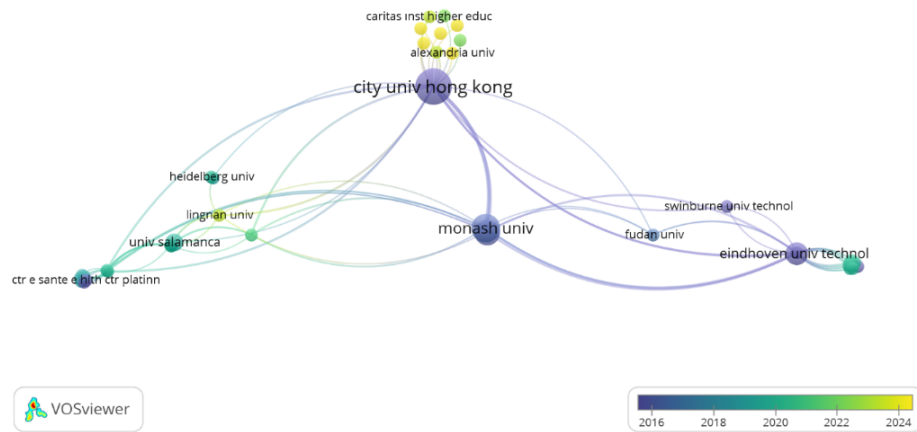 caritas inst higher educ
alexandria univ
city univ hong kong
heidelberg univ
lingnan univ
swinburne univ technol
univ salamanca
monash univ
fudan univ
eindhoven univ technol
ctr e sante e hlth ctr platinn
VOSviewer
2016 2018 2020 2022 2024